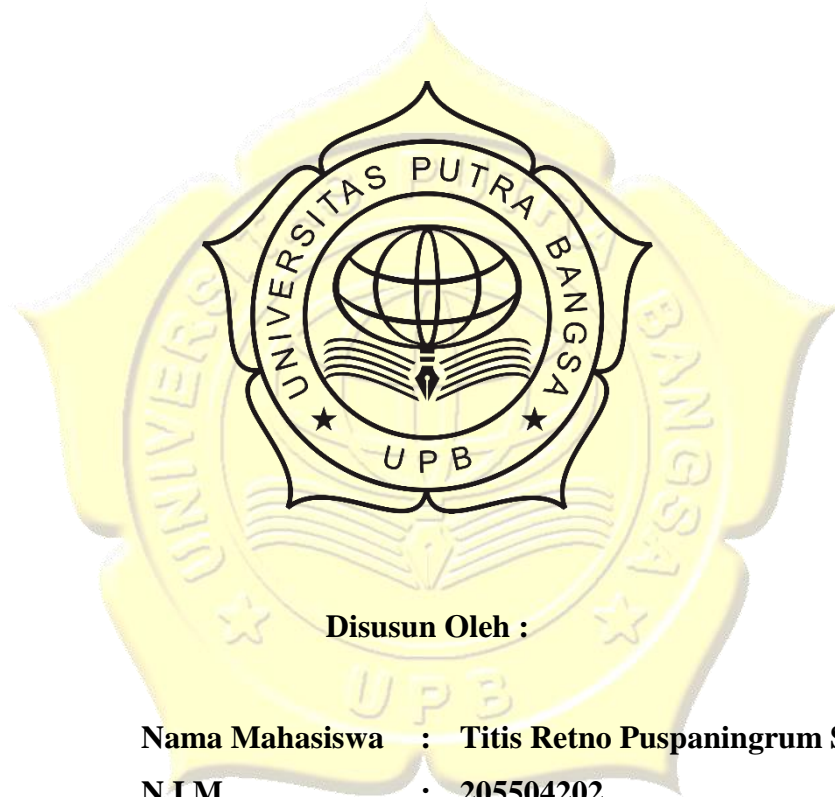 UNIVERSITAS PUTRA BANGSA
UPB
Disusun Oleh :
Nama Mahasiswa : Titis Retno Puspaningrum S
N I M : 205504202